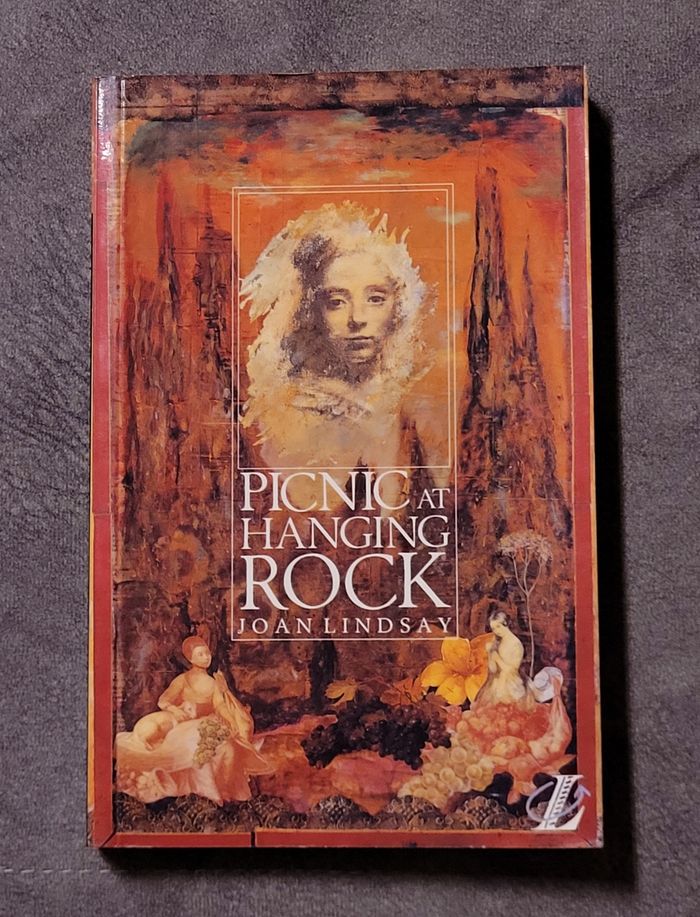 PICNIC AT
HANGING
ROCK
JOAN LINDSAY
L